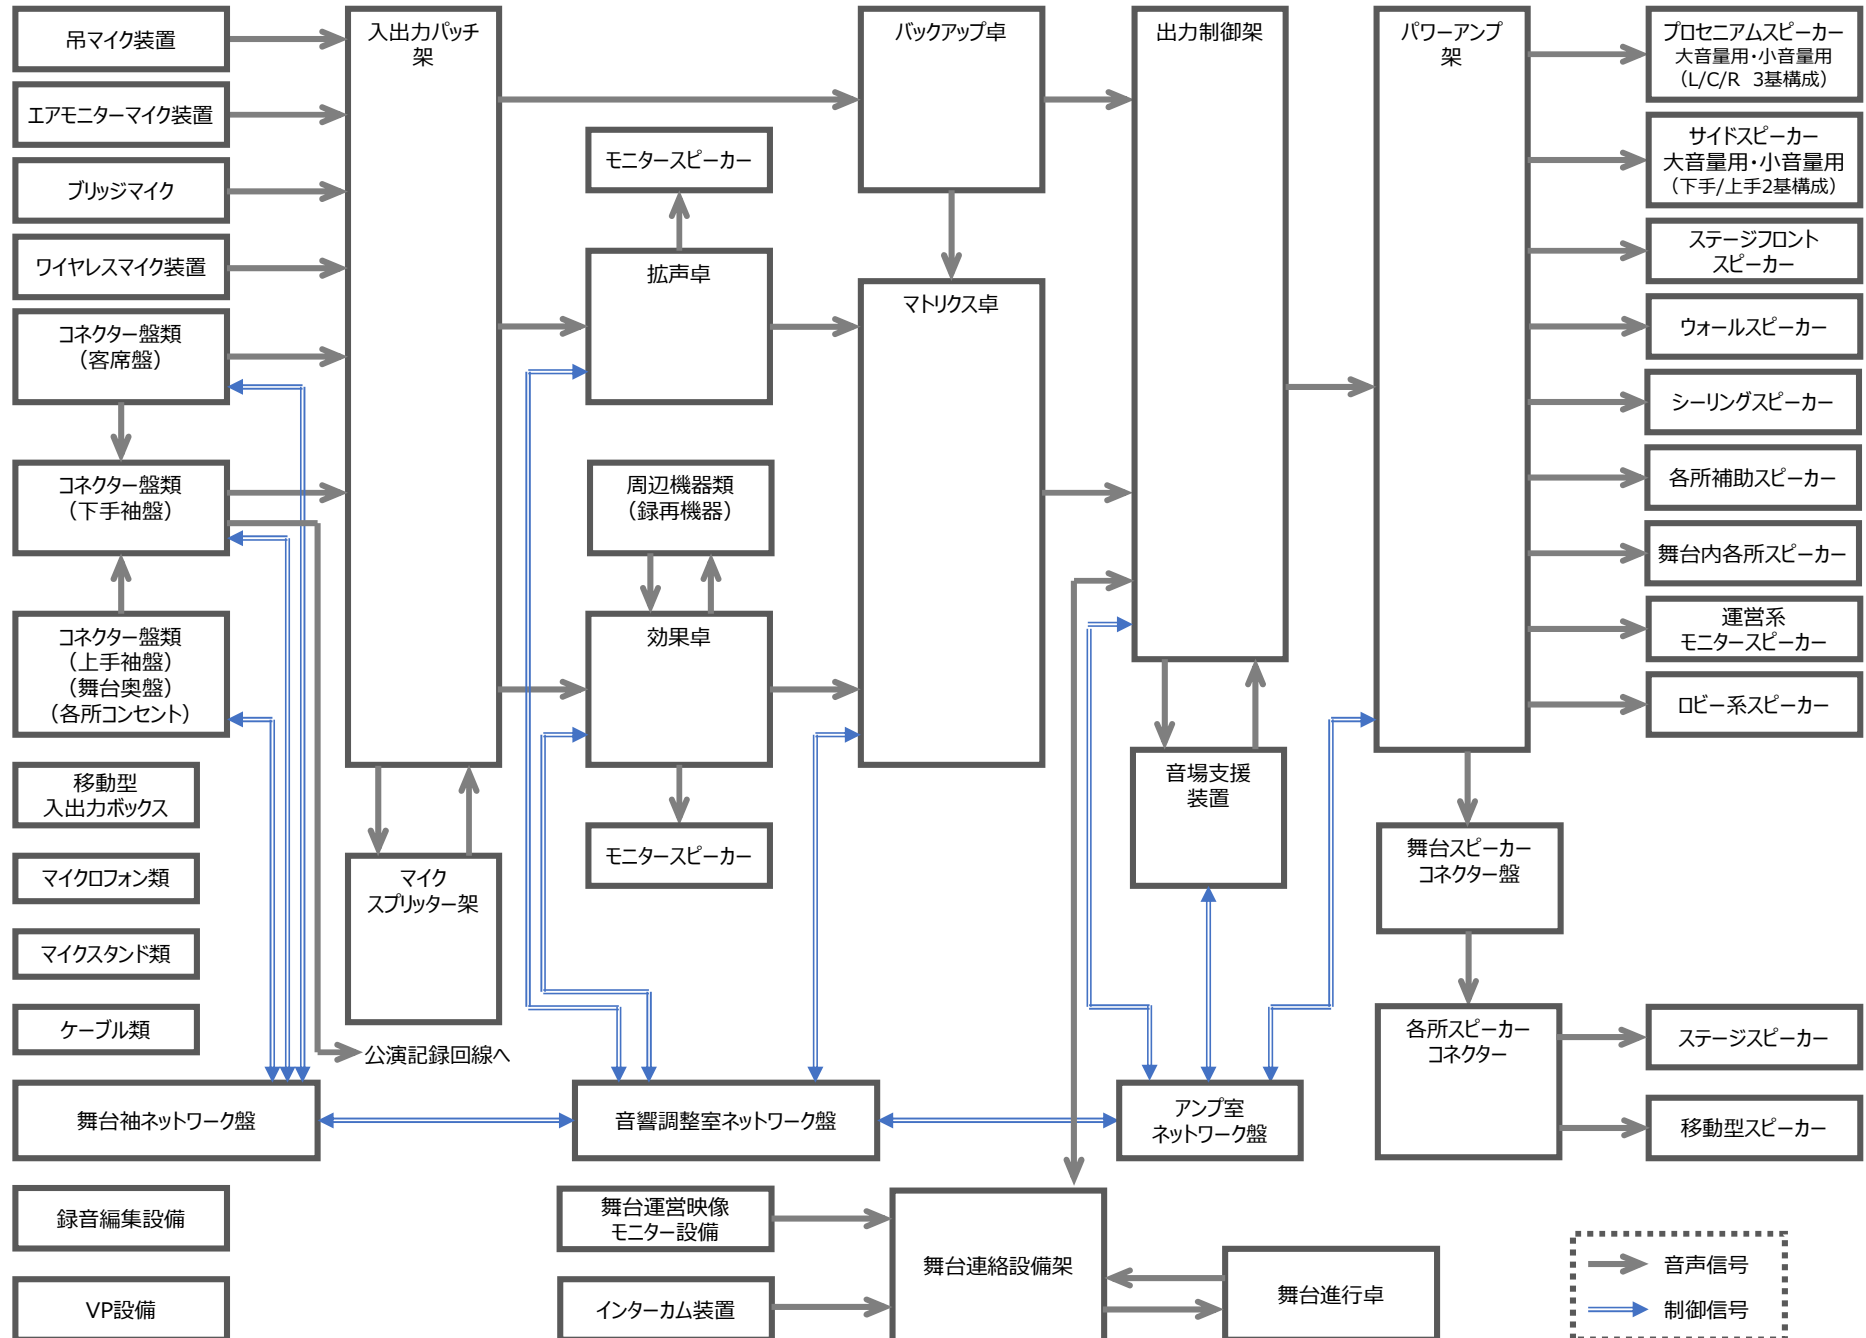 吊マイク装置
エアモニターマイク装置
ブリッジマイク
ワイヤレスマイク装置
コネクター盤類
（客席盤）
コネクター盤類
（下手袖盤）
コネクター盤類
（上手袖盤）
（舞台奥盤）
（各所コンセント）
移動型
入出力ボックス
マイクロフォン類
マイクスタンド類
ケーブル類
舞台袖ネットワーク盤
録音編集設備
VP設備
入出力パッチ
架
マイク
スプリッター架
公演記録回線へ
モニタースピーカー
拡声卓
周辺機器類
（録再機器）
効果卓
モニタースピーカー
音響調整室ネットワーク盤
舞台運営映像
モニター設備
インターカム装置
バックアップ卓
マトリクス卓
舞台連絡設備架
出力制御架
音場支援
装置
アンプ室
ネットワーク盤
舞台進行卓
パワーアンプ
架
舞台スピーカー
コネクター盤
各所スピーカー
コネクター
プロセニアムスピーカー
大音量用・小音量用
（L/C/R 3基構成）
サイドスピーカー
大音量用・小音量用
（下手/上手2基構成）
ステージフロント
スピーカー
ウォールスピーカー
シーリングスピーカー
各所補助スピーカー
舞台内各所スピーカー
運営系
モニタースピーカー
ロビー系スピーカー
ステージスピーカー
移動型スピーカー
音声信号
制御信号